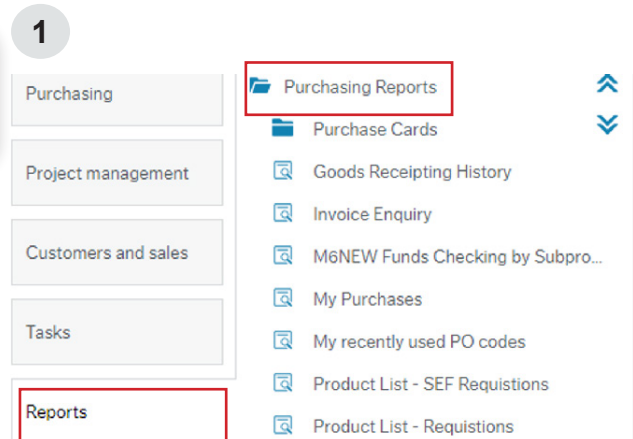 1
Purchasing
Project management
Customers and sales
Tasks
Reports
Purchasing Reports
Purchase Cards
Goods Receipting History
Invoice Enquiry
M6NEW Funds Checking by Subpro...
My Purchases
My recently used PO codes
Product List - SEF Requistions
Product List - Requistions